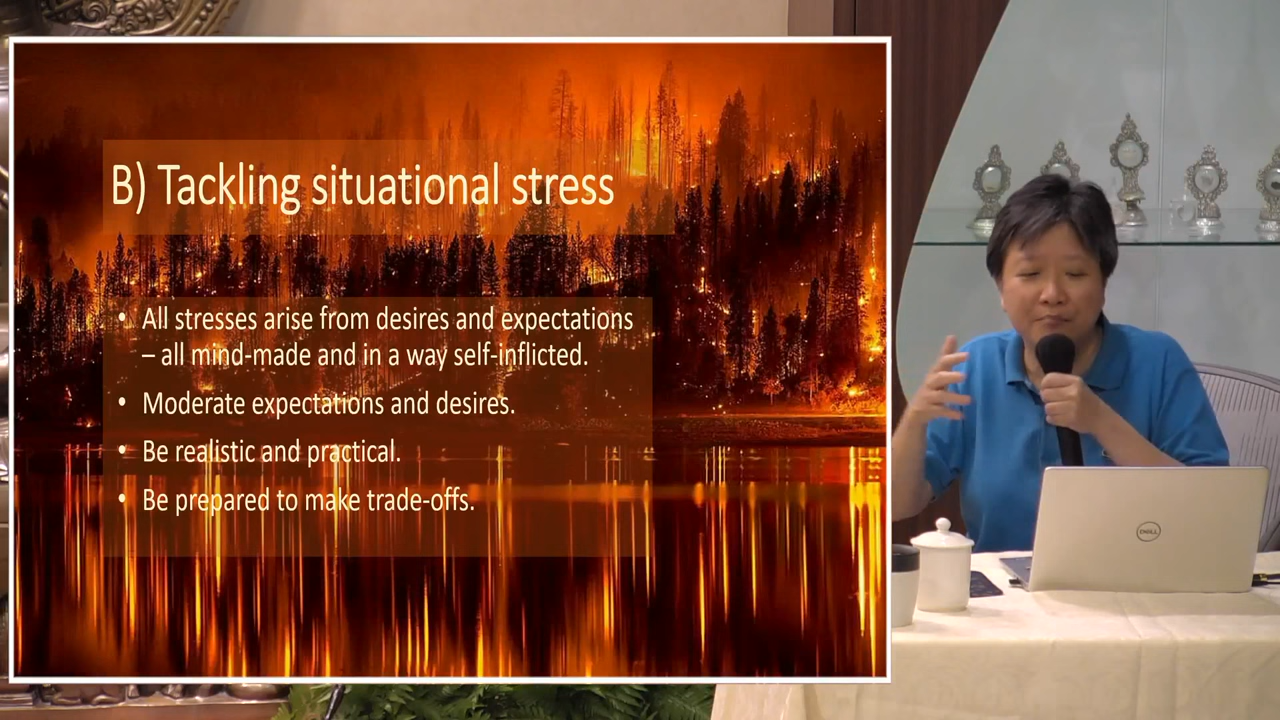 B) Tackling situational stress
• All stresses arise from desires and expectations
– all mind-made and in a way self-inflicted.
• Moderate expectations and desires.
• Be realistic and practical.
• Be prepared to make trade-offs.
DELL